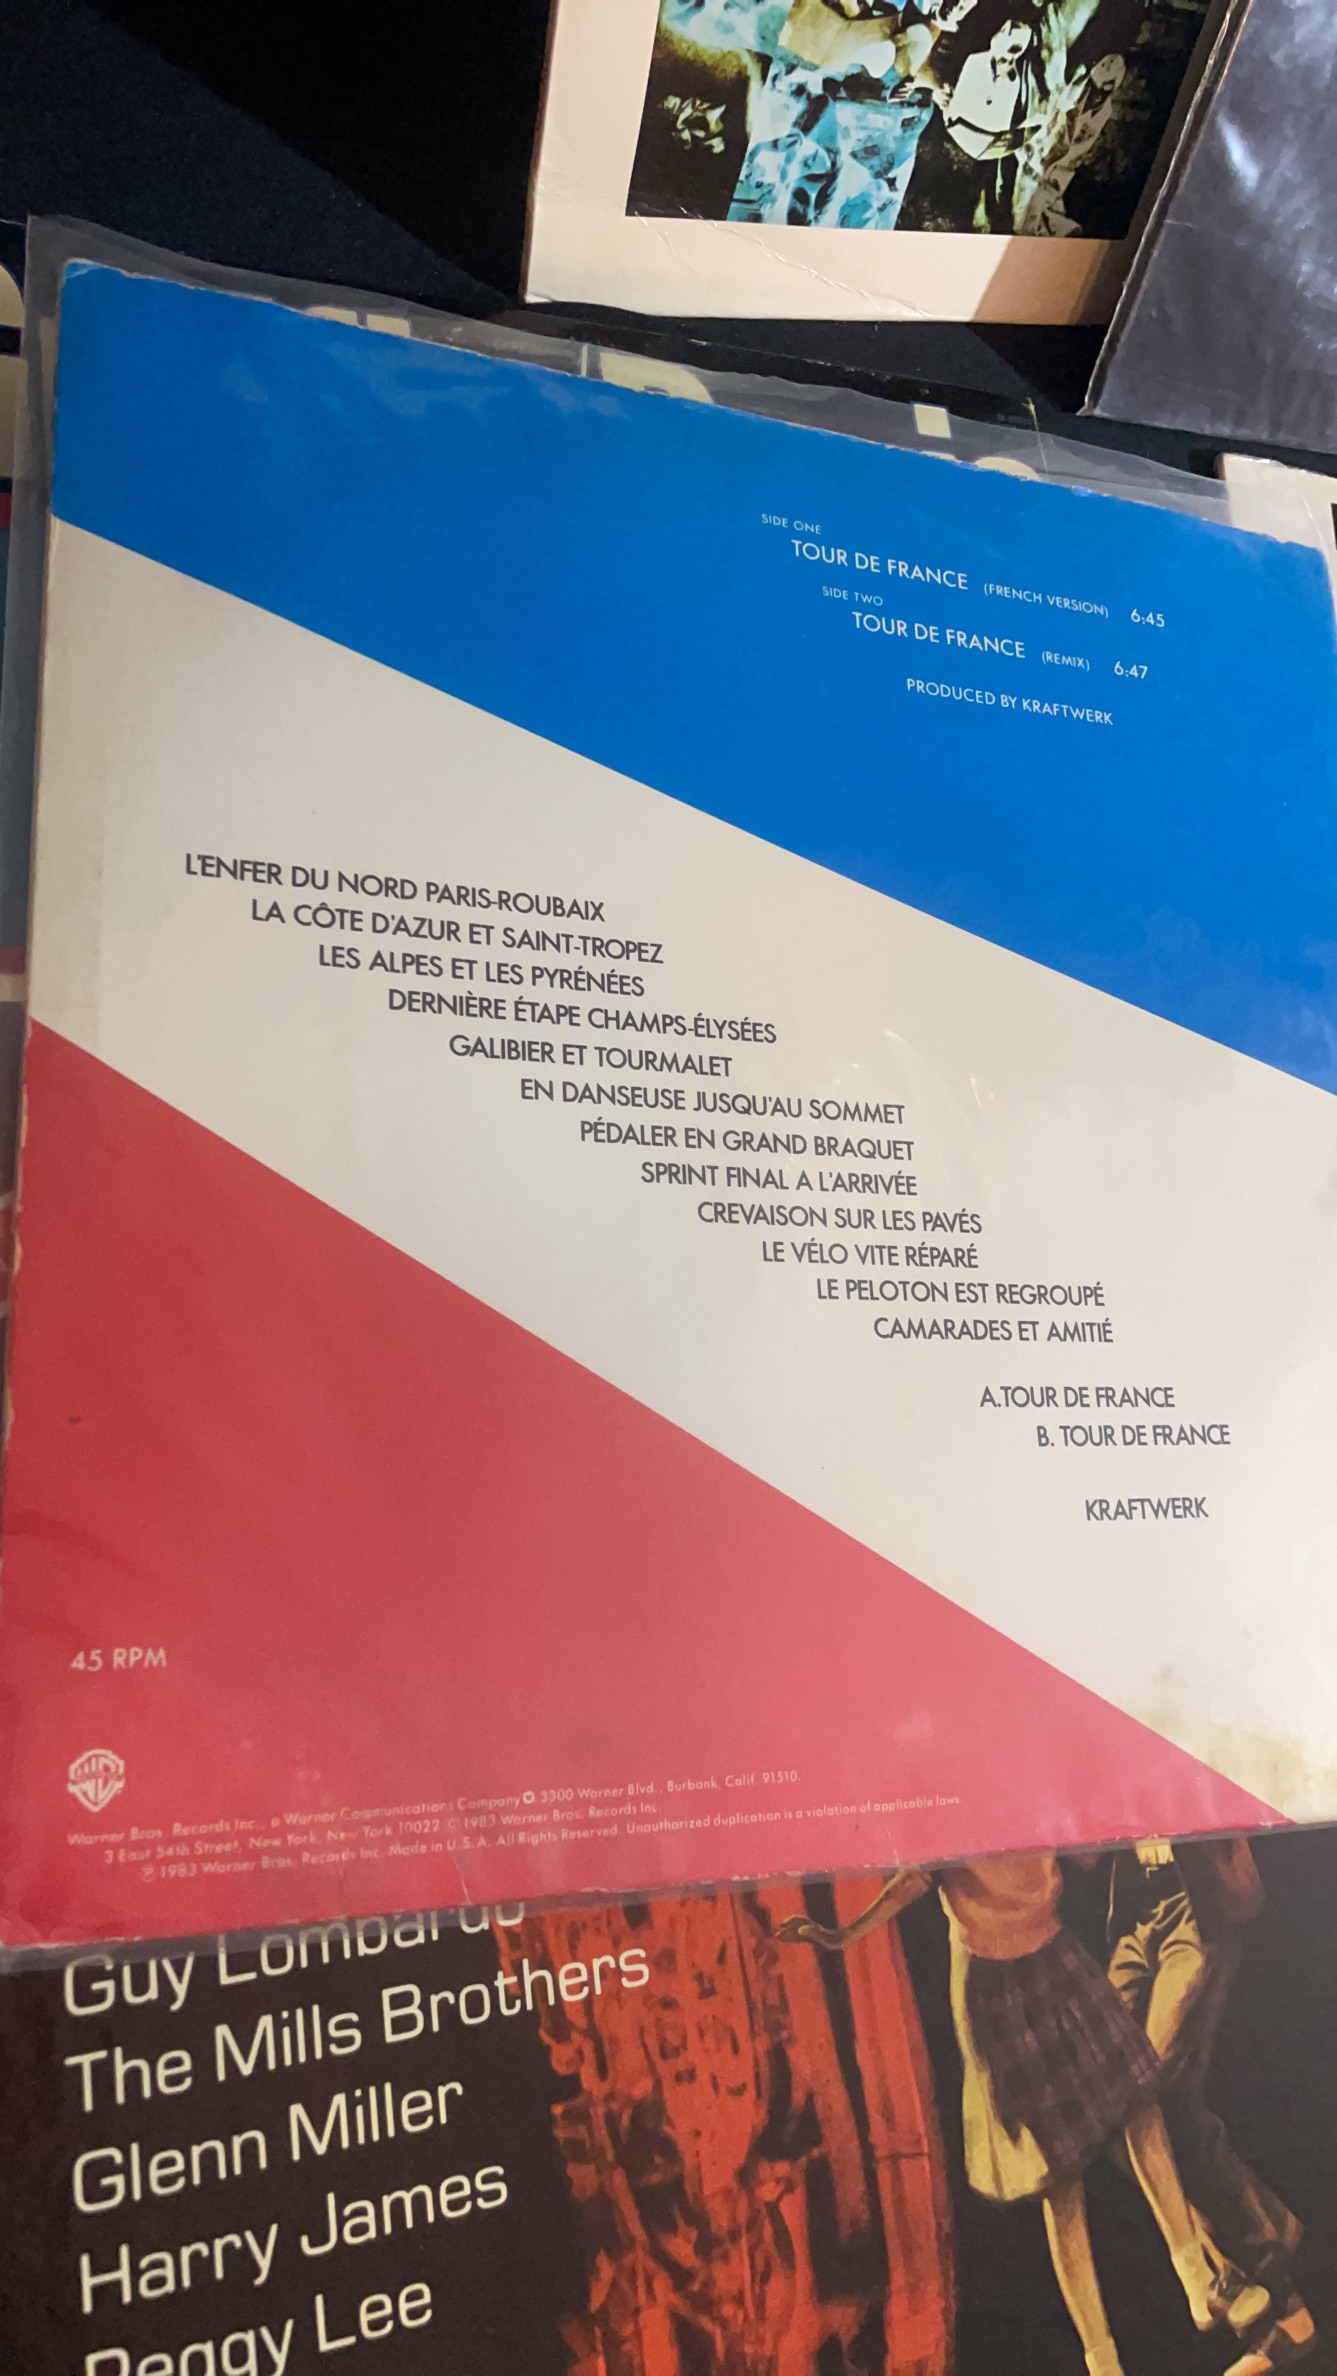 SIDE ONE
TOUR DE FRANCE (FRENCH VERSION) 6:45
SIDE TWO
TOUR DE FRANCE (REMIX) 6:47
PRODUCED BY KRAFTWERK
L'ENFER DU NORD PARIS-ROUBAIX
LA CÔTE D'AZUR ET SAINT-TROPEZ
LES ALPES ET LES PYRÉNÉES
DERNIÈRE ÉTAPE CHAMPS-ÉLYSÉES
GALIBIER ET TOURMALET
EN DANSEUSE JUSQU'AU SOMMET
PÉDALER EN GRAND BRAQUET
SPRINT FINAL A L'ARRIVÉE
CREVAISON SUR LES PAVÉS
LE VÉLO VITE RÉPARÉ
LE PELOTON EST REGROUPÉ
CAMARADES ET AMITIÉ
A.TOUR DE FRANCE
B. TOUR DE FRANCE
KRAFTWERK
45 RPM
Warner Bros. Records Inc., a Warner Communications Company 3300 Warner Blvd., Burbank, Calif. 91510.
3 East 54th Street, New York, New York 10022 © 1983 Warner Bros. Records Inc.
℗ 1983 Warner Bros. Records Inc. Made in U.S.A. All Rights Reserved. Unauthorized duplication is a violation of applicable laws.
Guy Lombardo
The Mills Brothers
Glenn Miller
Harry James
Peggy Lee